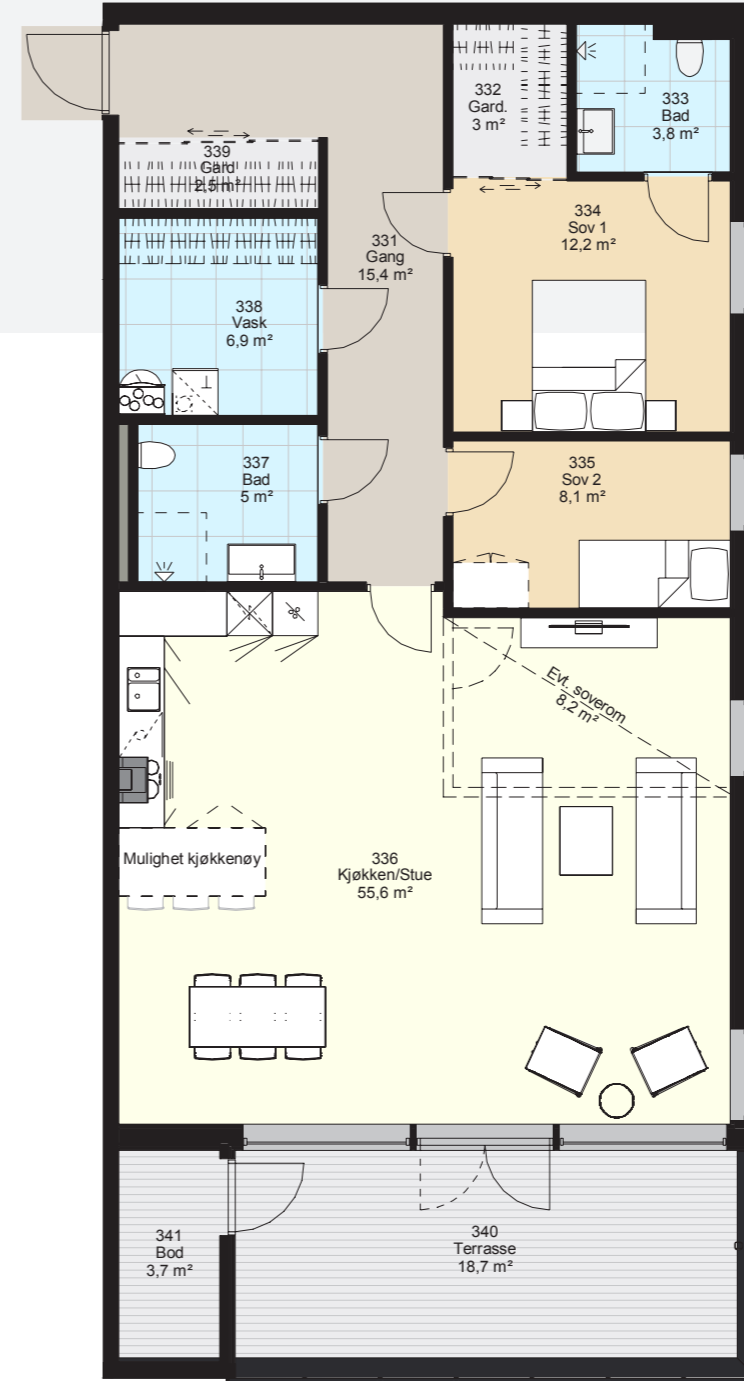 332
Gard.
3 m²
333
Bad
3,8 m²
339
Gard
2,5 m²
334
Sov 1
12,2 m²
331
Gang
15,4 m²
338
Vask
6,9 m²
337
Bad
5 m²
335
Sov 2
8,1 m²
Evt. soverom
8,2 m²
Mulighet kjøkkenøy
336
Kjøkken/Stue
55,6 m²
341
Bod
3,7 m²
340
Terrasse
18,7 m²